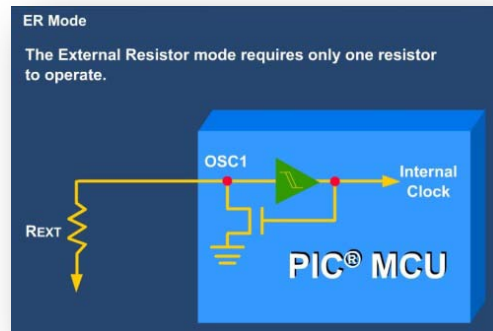 ER Mode
The External Resistor mode requires only one resistor
to operate.
OSC1
Internal
Clock
REXT
PIC® MCU